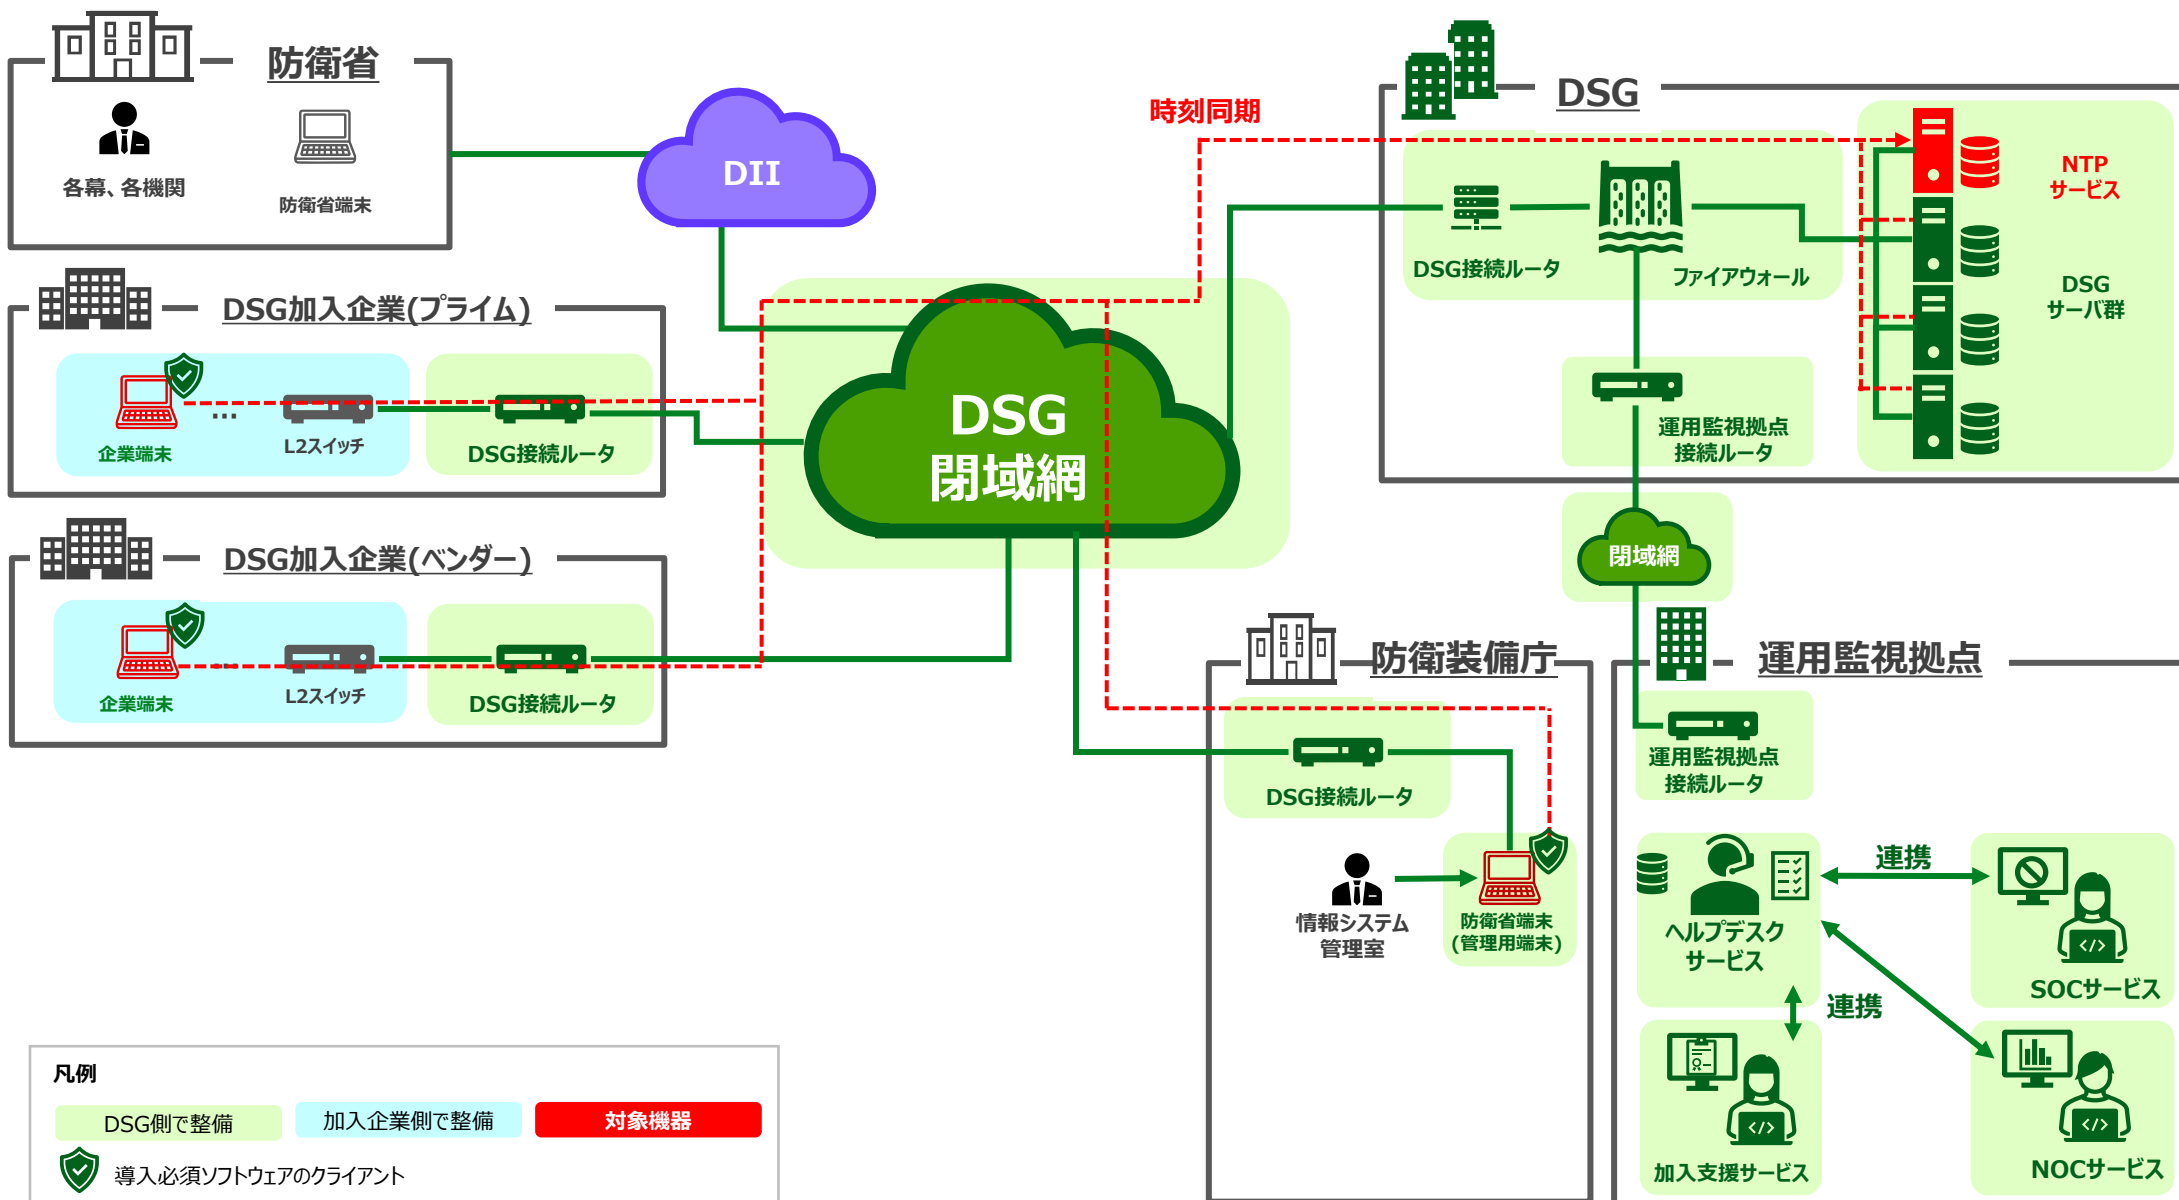 防衛省
各幕、各機関
防衛省端末
DII
時刻同期
DSG
DSG接続ルータ
ファイアウォール
NTP
サービス
DSG
サーバ群
運用監視拠点
接続ルータ
閉域網
DSG加入企業(プライム)
企業端末
...
L2スイッチ
DSG接続ルータ
DSG
閉域網
DSG加入企業(ベンダー)
企業端末
...
L2スイッチ
DSG接続ルータ
防衛装備庁
DSG接続ルータ
情報システム
管理室
防衛省端末
(管理用端末)
運用監視拠点
運用監視拠点
接続ルータ
ヘルプデスク
サービス
連携
</>
SOCサービス
連携
</>
加入支援サービス
</>
NOCサービス
凡例
DSG側で整備
加入企業側で整備
対象機器
導入必須ソフトウェアのクライアント